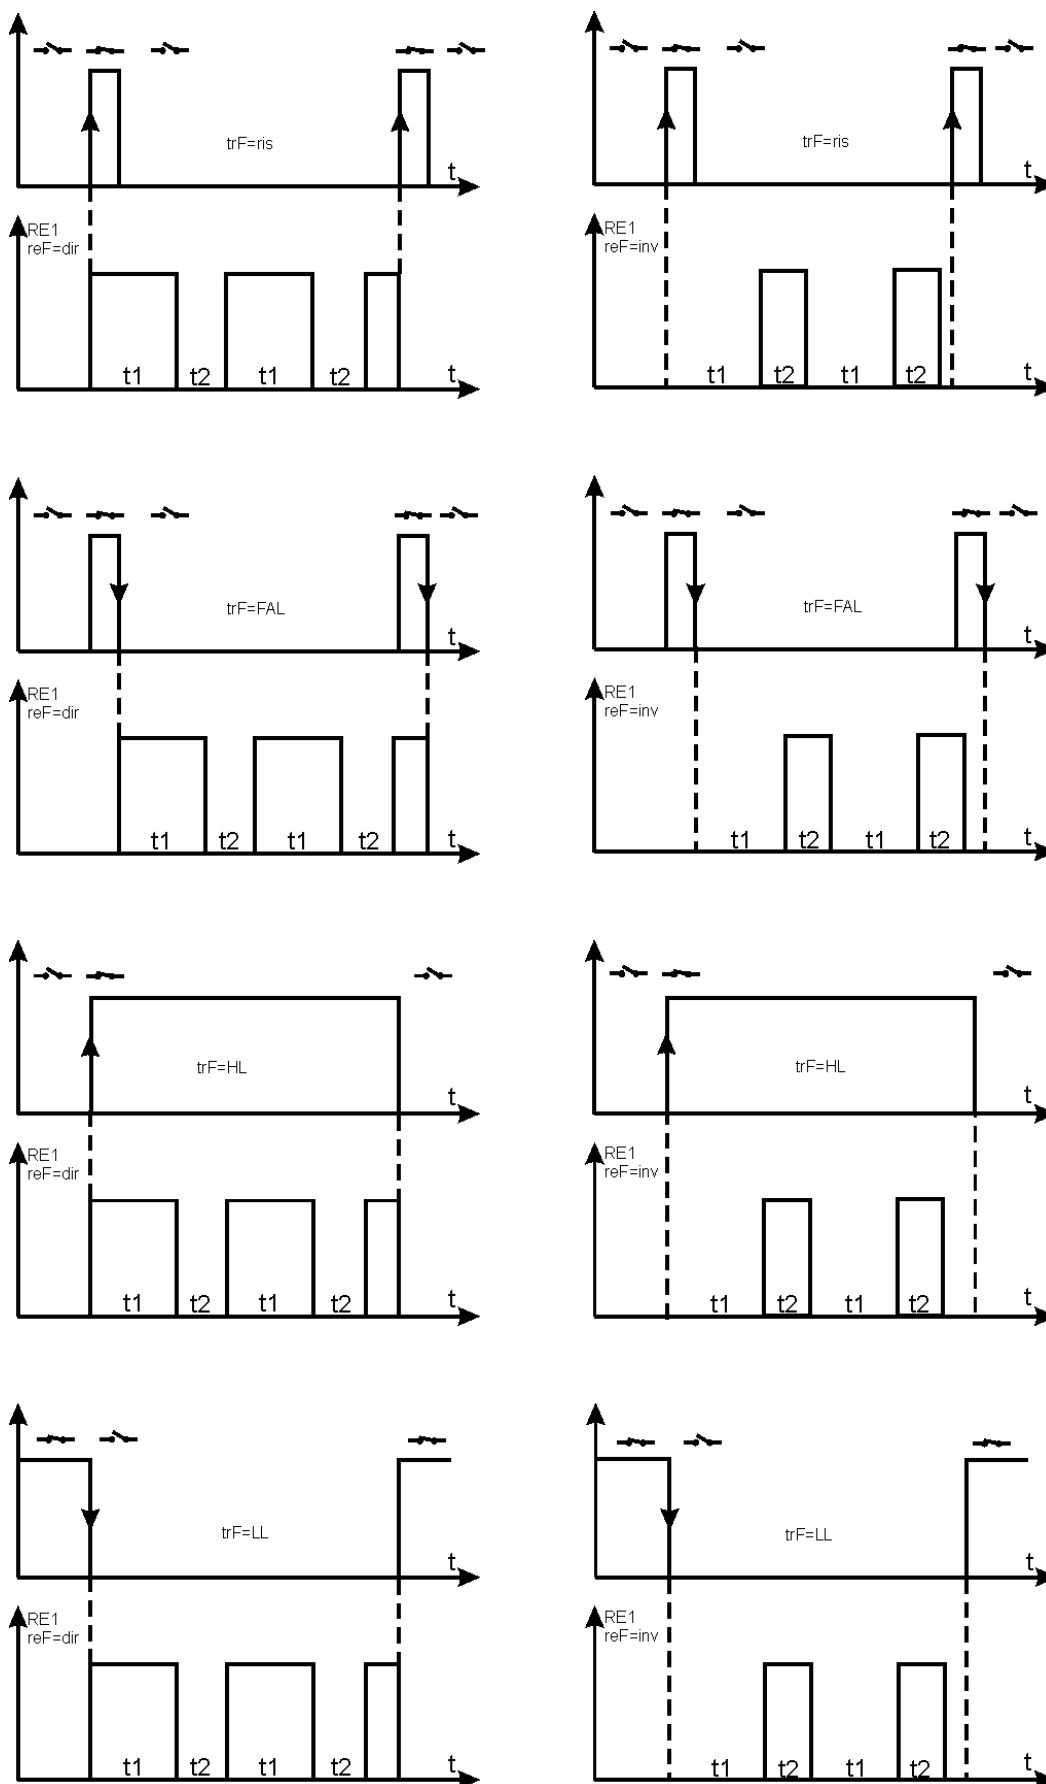 trF=ris
t
RE1
reF=dir
t1 t2 t1 t2 t
trF=ris
t
RE1
reF=inv
t1 t2 t1 t2 t
trF=FAL
t
RE1
reF=dir
t1 t2 t1 t2 t
trF=FAL
t
RE1
reF=inv
t1 t2 t1 t2 t
trF=HL
t
RE1
reF=dir
t1 t2 t1 t2 t
trF=HL
t
RE1
reF=inv
t1 t2 t1 t2 t
trF=LL
t
RE1
reF=dir
t1 t2 t1 t2 t
trF=LL
t
RE1
reF=inv
t1 t2 t1 t2 t